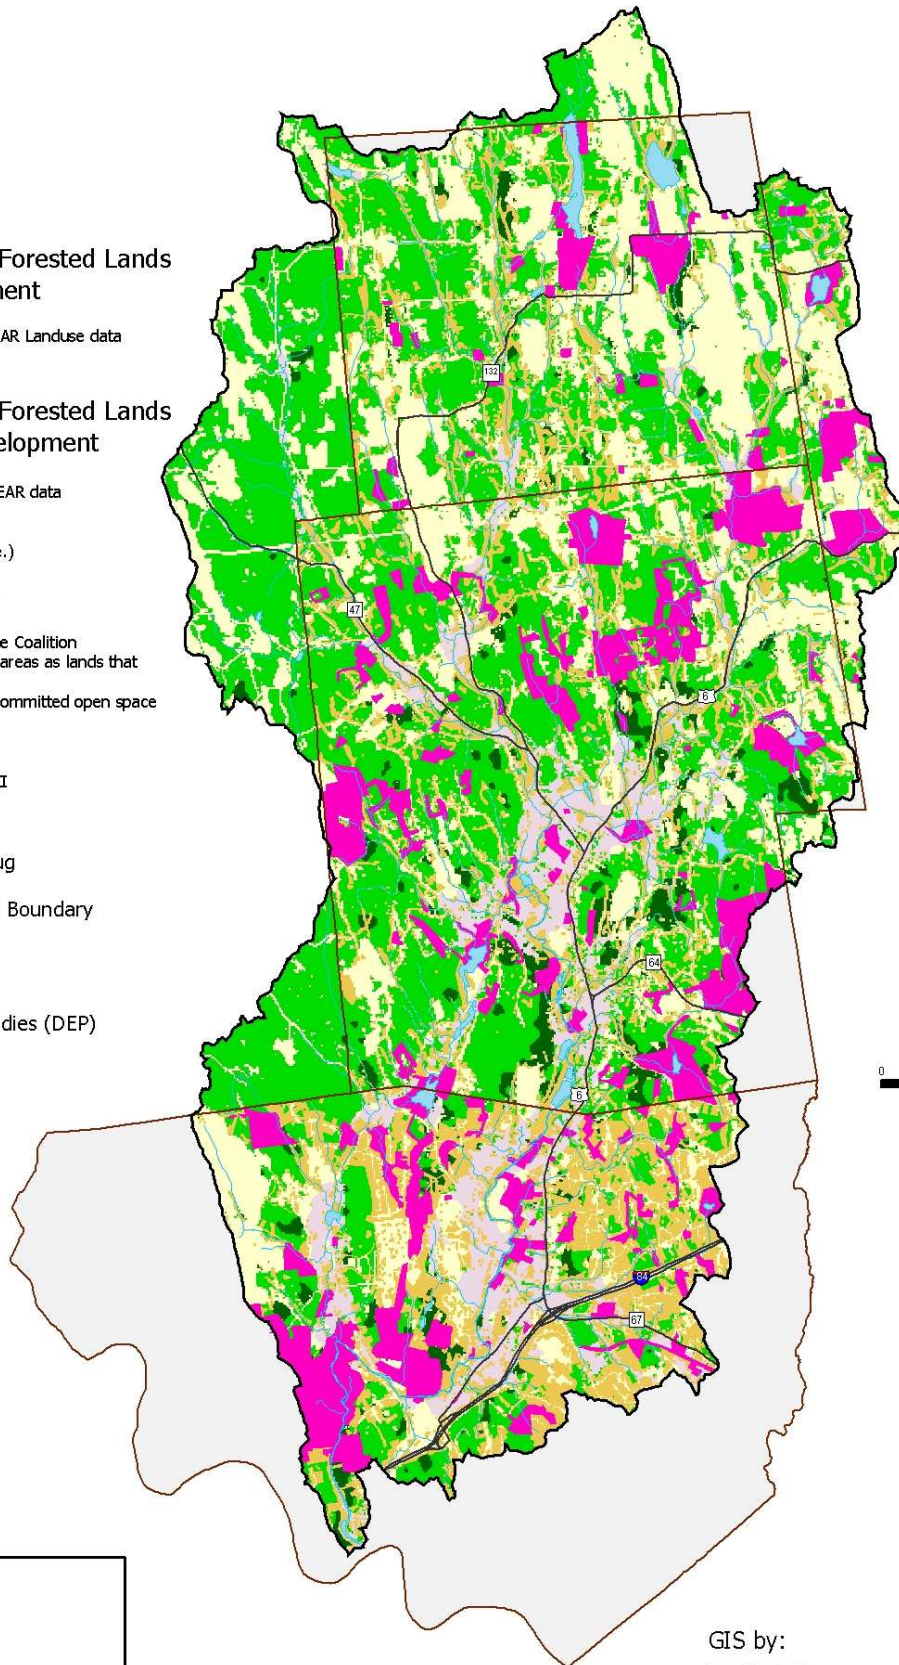 Forested Lands
nent
AR Landuse data
Forested Lands
elopment
EAR data
e.)
e Coalition
areas as lands that
ommitted open space
I
ug
Boundary
dies (DEP)
132
47
6
64
6
84
67
0
GIS by: